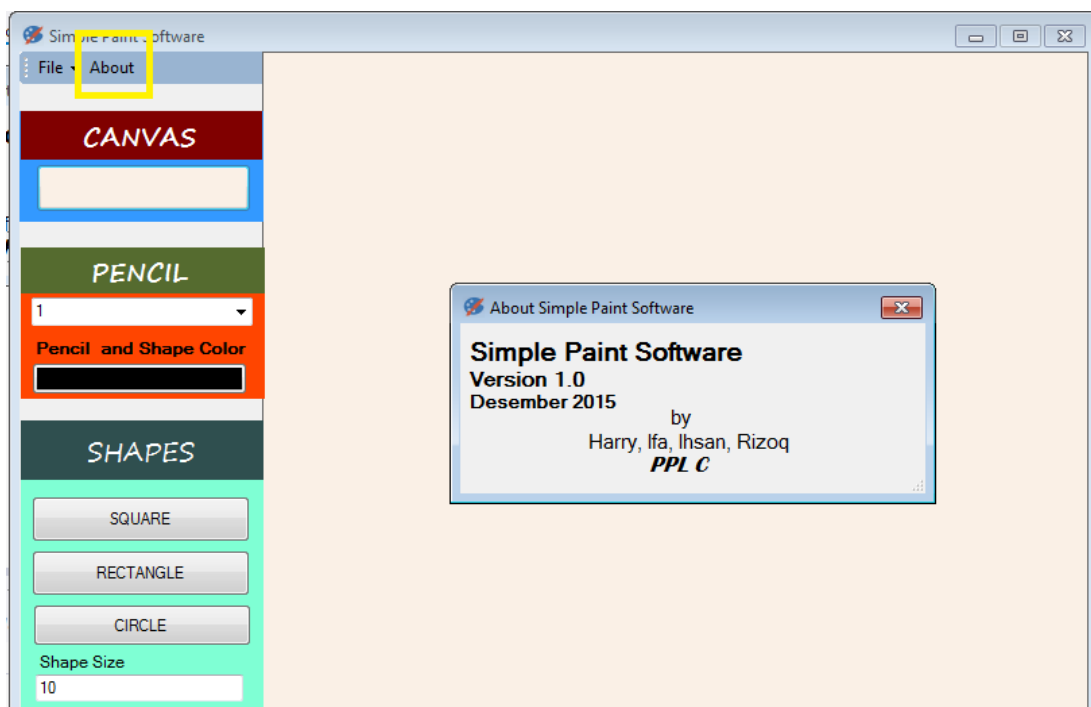 Simple Paint Software
File About
CANVAS
PENCIL
1
Pencil and Shape Color
SHAPES
SQUARE
RECTANGLE
CIRCLE
Shape Size
10
About Simple Paint Software
Simple Paint Software
Version 1.0
Desember 2015
by
Harry, Ifa, Ihsan, Rizoq
PPL C